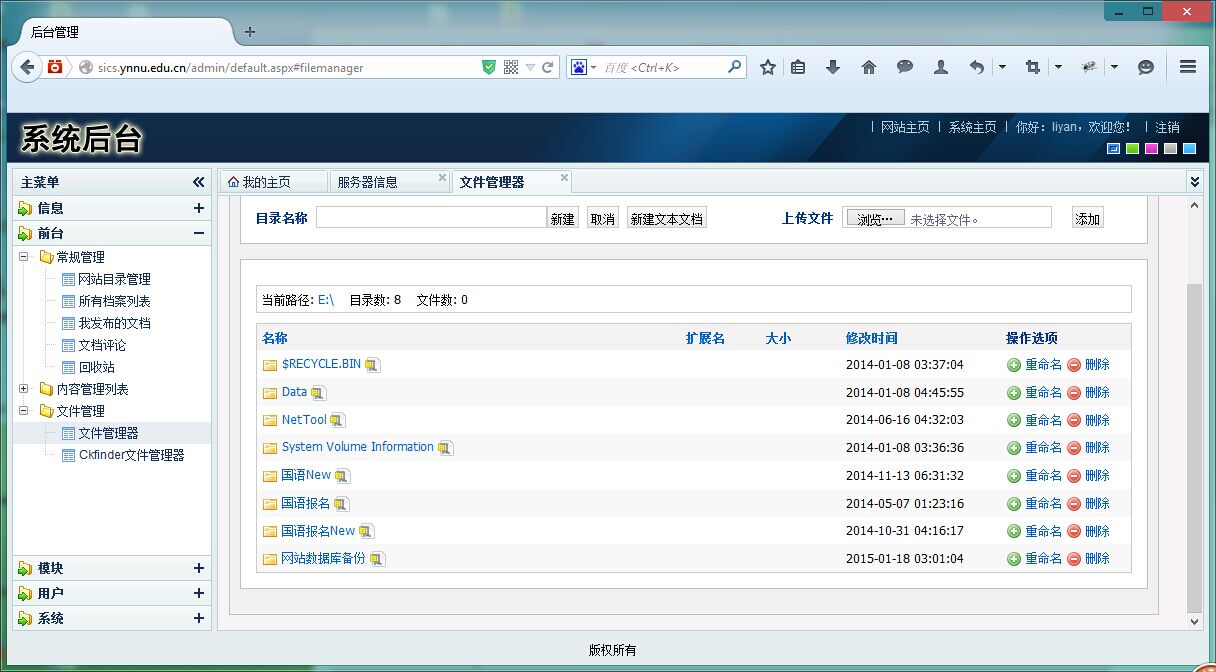 后台管理
sics.ynnu.edu.cn/admin/default.aspx#filemanager
百度 <Ctrl+K>
系统后台
| 网站主页 | 系统主页 | 你好：liyan，欢迎您！ | 注销
主菜单
信息
前台
常规管理
网站目录管理
所有档案列表
我发布的文档
文档评论
回收站
内容管理列表
文件管理
文件管理器
Ckfinder文件管理器
模块
用户
系统
我的主页 服务器信息 文件管理器
目录名称 新建 取消 新建文本文档 上传文件 浏览… 未选择文件。 添加
当前路径: E:\ 目录数: 8 文件数: 0
名称 扩展名 大小 修改时间 操作选项
$RECYCLE.BIN 2014-01-08 03:37:04 重命名 删除
Data 2014-01-08 04:45:55 重命名 删除
NetTool 2014-06-16 04:32:03 重命名 删除
System Volume Information 2014-01-08 03:36:36 重命名 删除
国语New 2014-11-13 06:31:32 重命名 删除
国语报名 2014-05-07 01:23:16 重命名 删除
国语报名New 2014-10-31 04:16:17 重命名 删除
网站数据库备份 2015-01-18 03:01:04 重命名 删除
版权所有